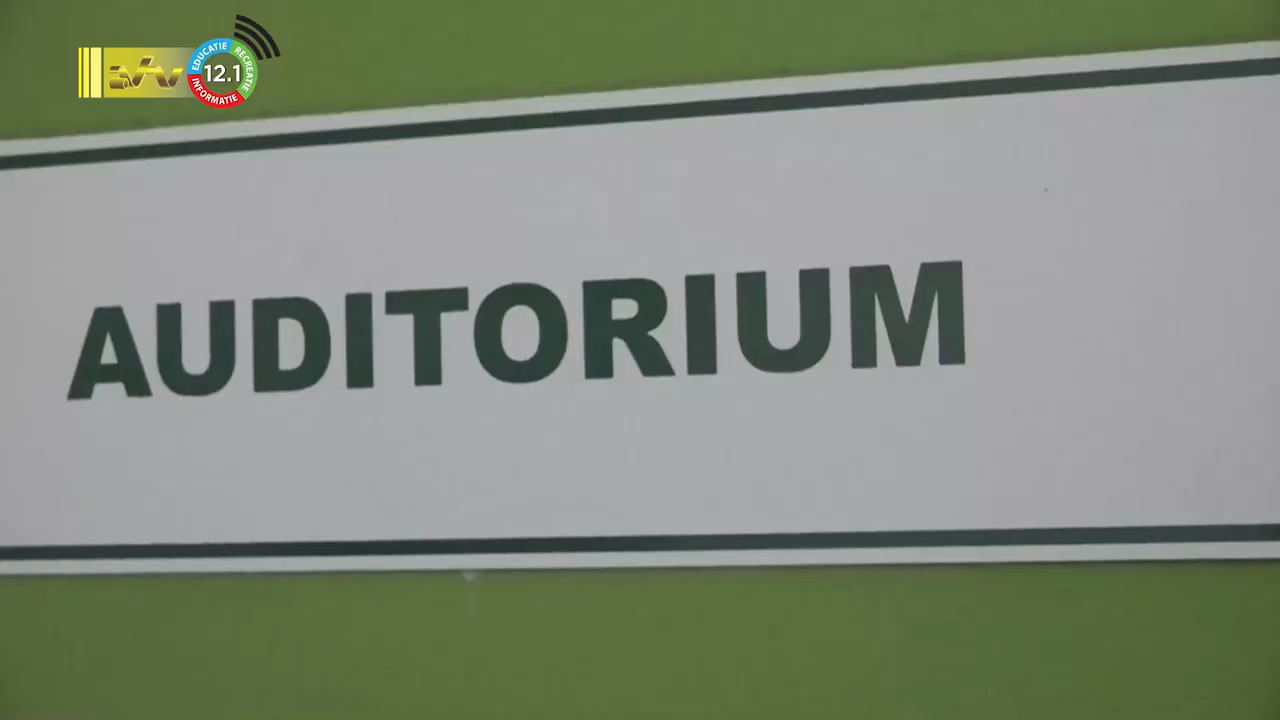 EDUCATIE
RECREATIE
INFORMATIE
12.1
AUDITORIUM